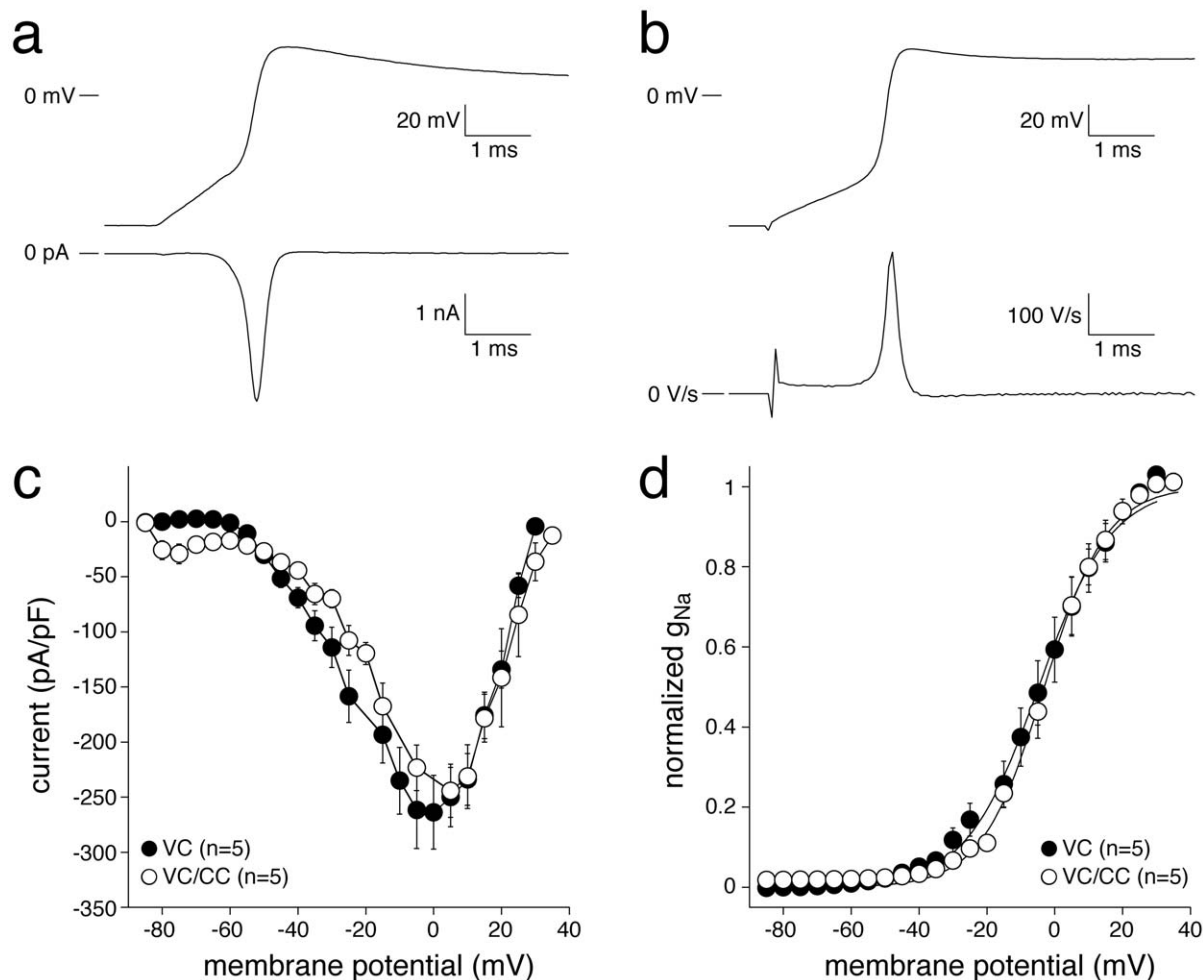 a
0 mV
20 mV
1 ms
0 pA
1 nA
1 ms
b
0 mV
20 mV
1 ms
100 V/s
1 ms
0 V/s
c
0
-50
-100
-150
-200
-250
-300
-350
current (pA/pF)
VC (n=5)
VC/CC (n=5)
-80 -60 -40 -20 0 20 40
membrane potential (mV)
d
1
0.8
0.6
0.4
0.2
0
normalized gNa
VC (n=5)
VC/CC (n=5)
-80 -60 -40 -20 0 20 40
membrane potential (mV)